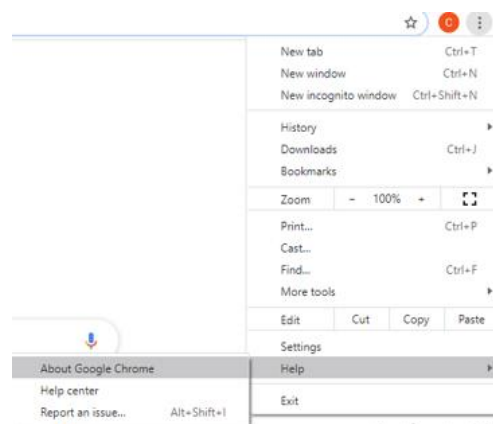 C
New tab Ctrl+T
New window Ctrl+N
New incognito window Ctrl+Shift+N
History
Downloads Ctrl+J
Bookmarks
Zoom - 100% +
Print... Ctrl+P
Cast...
Find... Ctrl+F
More tools
Edit Cut Copy Paste
Settings
About Google Chrome Help
Help center
Exit
Report an issue... Alt+Shift+I